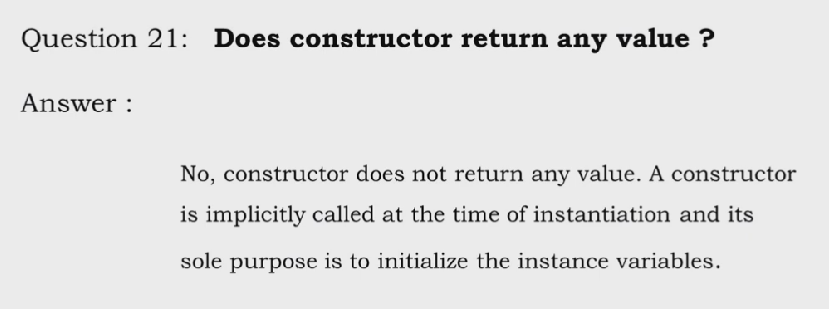 Question 21: Does constructor return any value ?
Answer :
No, constructor does not return any value. A constructor
is implicitly called at the time of instantiation and its
sole purpose is to initialize the instance variables.